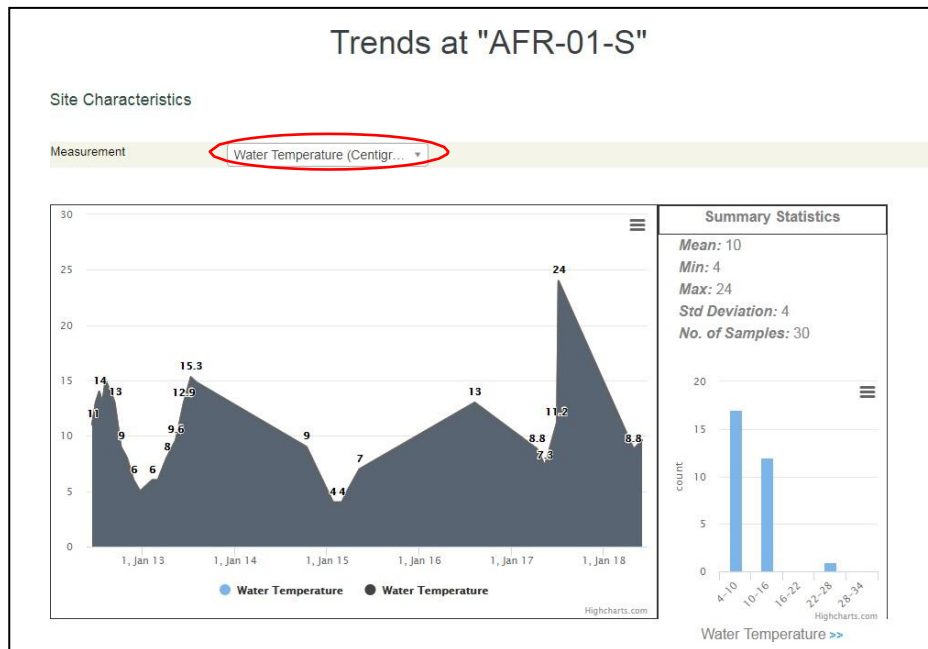 Trends at "AFR-01-S"
Site Characteristics
Measurement
Water Temperature (Centigr...
30
25
20
15
10
5
0
11
14
13
9
6
6
8
9.6
12.9
15.3
9
4 4
7
13
8.8
7.3
11.2
24
8.8
1, Jan 13
1, Jan 14
1, Jan 15
1, Jan 16
1, Jan 17
1, Jan 18
Water Temperature
Water Temperature
Highcharts.com
Summary Statistics
Mean: 10
Min: 4
Max: 24
Std Deviation: 4
No. of Samples: 30
20
15
10
5
0
count
4-10
10-16
16-22
22-28
28-34
Highcharts.com
Water Temperature >>